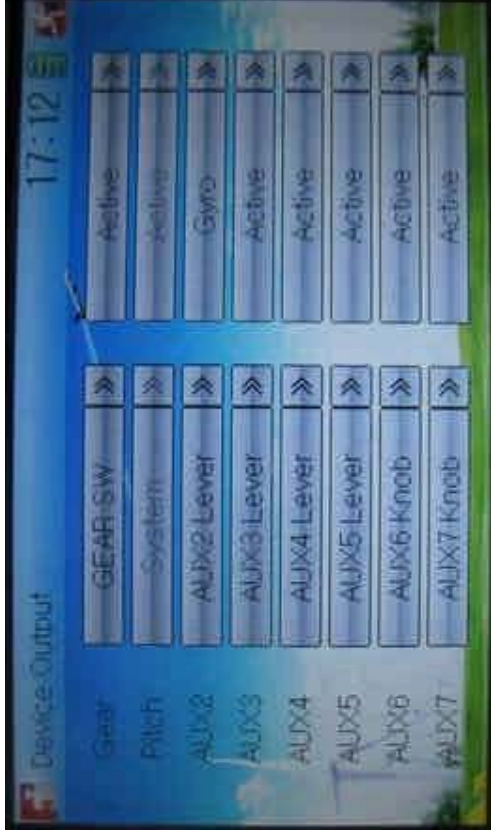 Device-Output 17:12
Gear GEAR SW Active
Pitch System Active
AUX2 AUX2 Lever Gyro
AUX3 AUX3 Lever Active
AUX4 AUX4 Lever Active
AUX5 AUX5 Lever Active
AUX6 AUX6 Knob Active
AUX7 AUX7 Knob Active